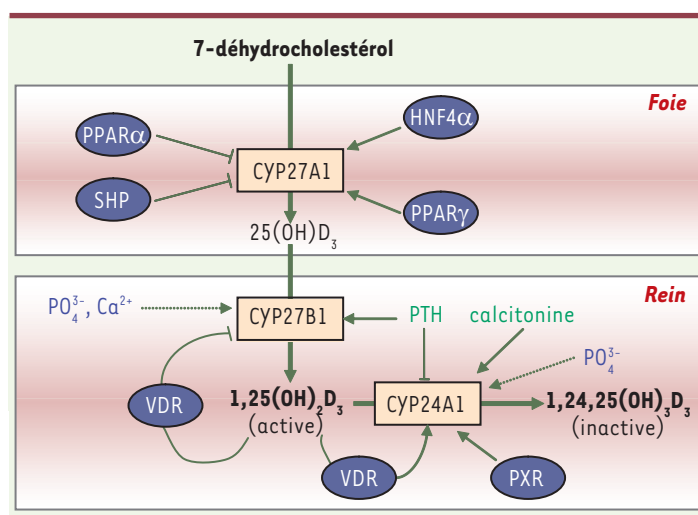 7-déhydrocholestérol
Foie
PPARα
HNF4α
CYP27A1
SHP
PPARγ
25(OH)D₃
Rein
PO₄³⁻, Ca²⁺
CYP27B1
PTH
calcitonine
PO₄³⁻
VDR
1,25(OH)₂D₃
(active)
CYP24A1
1,24,25(OH)₃D₃
(inactive)
VDR
PXR